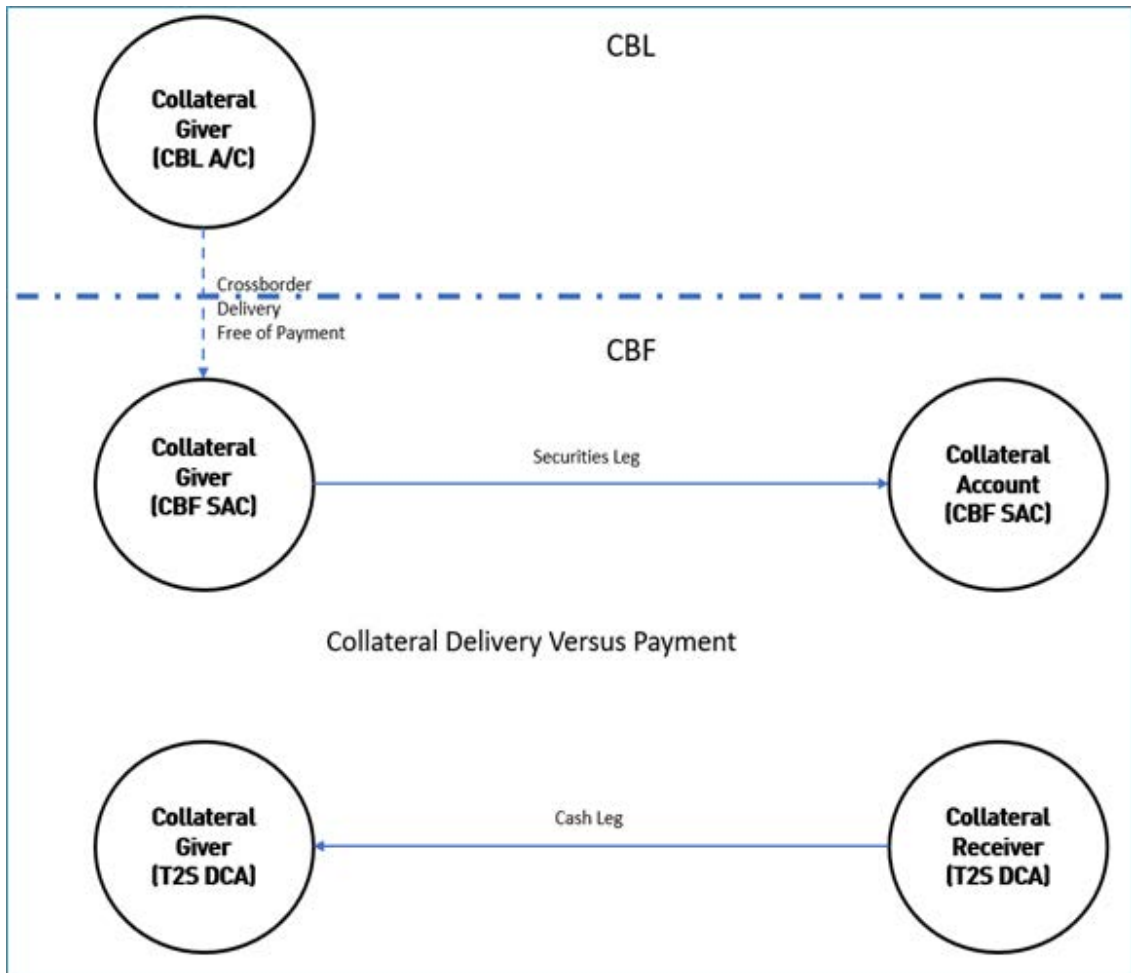 CBL
Collateral
Giver
(CBL A/C)
Crossborder
Delivery
Free of Payment
CBF
Collateral
Giver
(CBF SAC)
Securities Leg
Collateral
Account
(CBF SAC)
Collateral Delivery Versus Payment
Collateral
Giver
(T2S DCA)
Cash Leg
Collateral
Receiver
(T2S DCA)